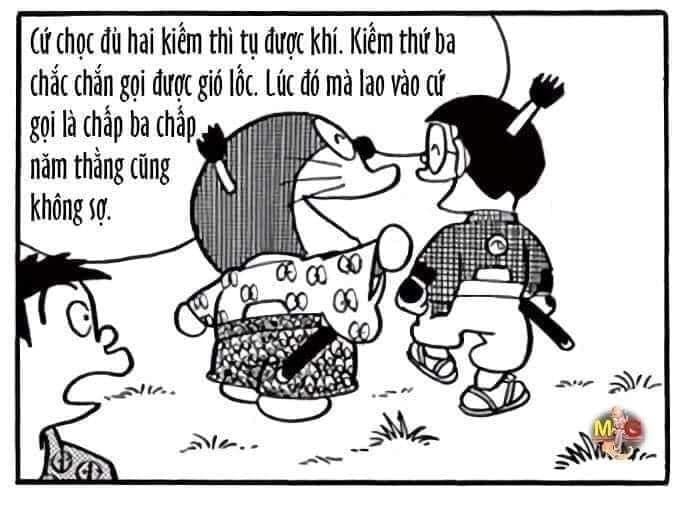 Cứ chọc đủ hai kiếm thì tụ được khí. Kiếm thứ ba
chắc chắn gọi được gió lốc. Lúc đó mà lao vào cứ
gọi là chấp ba chấp
năm thằng cũng
không sợ.